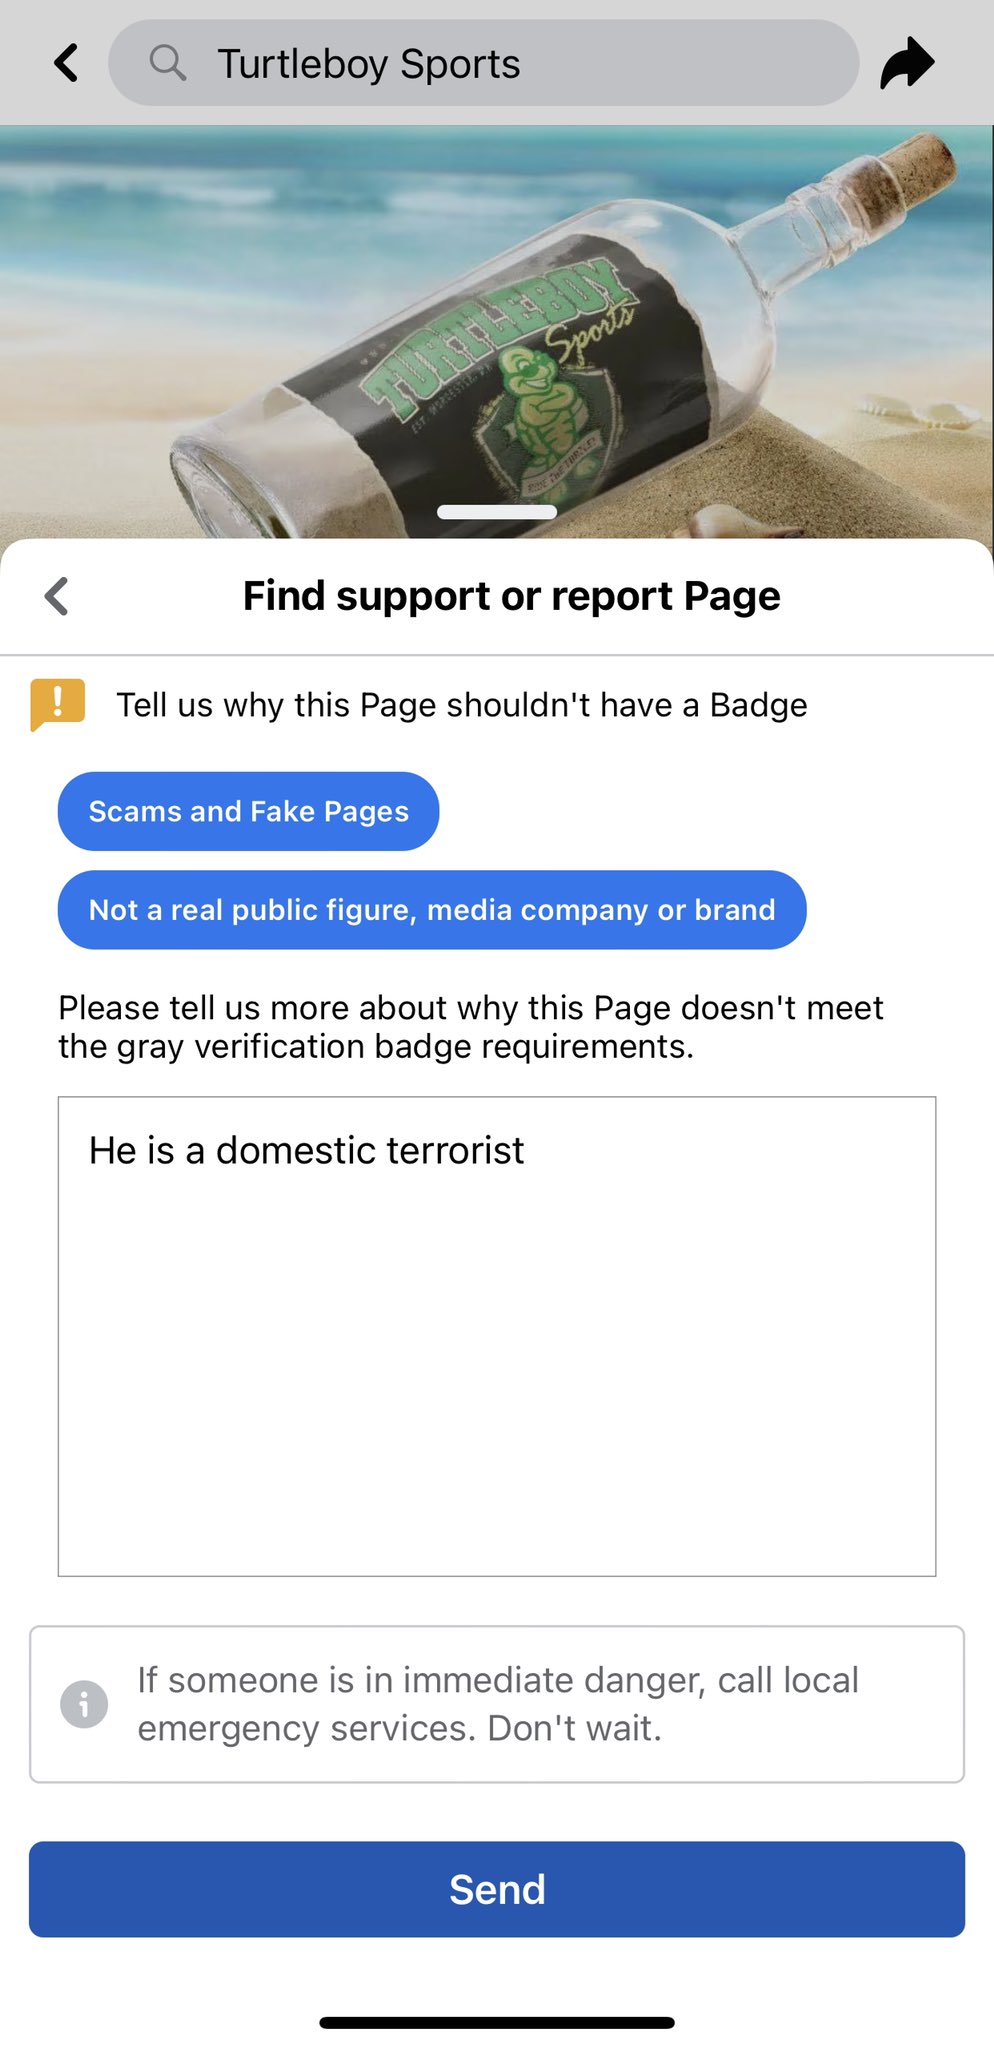 Turtleboy Sports
TURTLEBOY
Sports
EST. WORCESTER, MA
RIDE THE TURTLE!
Find support or report Page
Tell us why this Page shouldn't have a Badge
Scams and Fake Pages
Not a real public figure, media company or brand
Please tell us more about why this Page doesn't meet
the gray verification badge requirements.
He is a domestic terrorist
If someone is in immediate danger, call local
emergency services. Don't wait.
Send